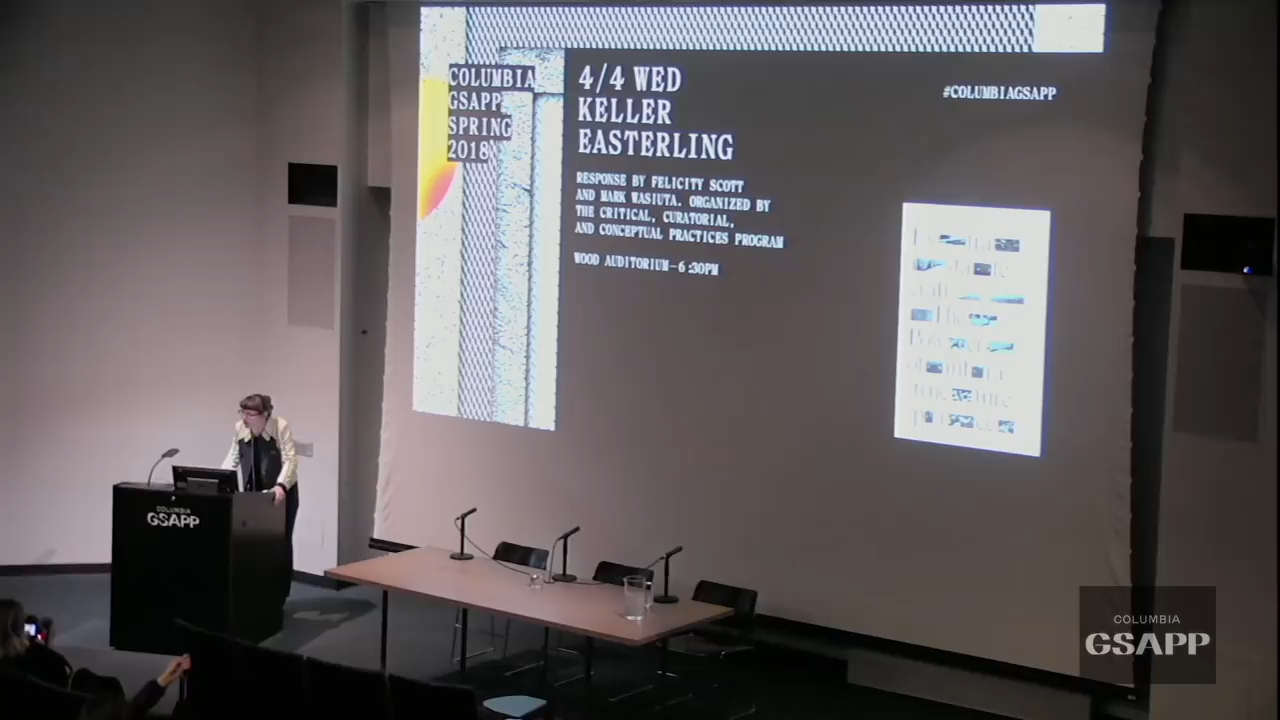 COLUMBIA
GSAPP
SPRING
2018
4/4 WED
KELLER
EASTERLING
RESPONSE BY FELICITY SCOTT
AND MARK WASIUTA. ORGANIZED BY
THE CRITICAL, CURATORIAL,
AND CONCEPTUAL PRACTICES PROGRAM
WOOD AUDITORIUM—6:30PM
#COLUMBIAGSAPP
COLUMBIA
GSAPP
COLUMBIA
GSAPP